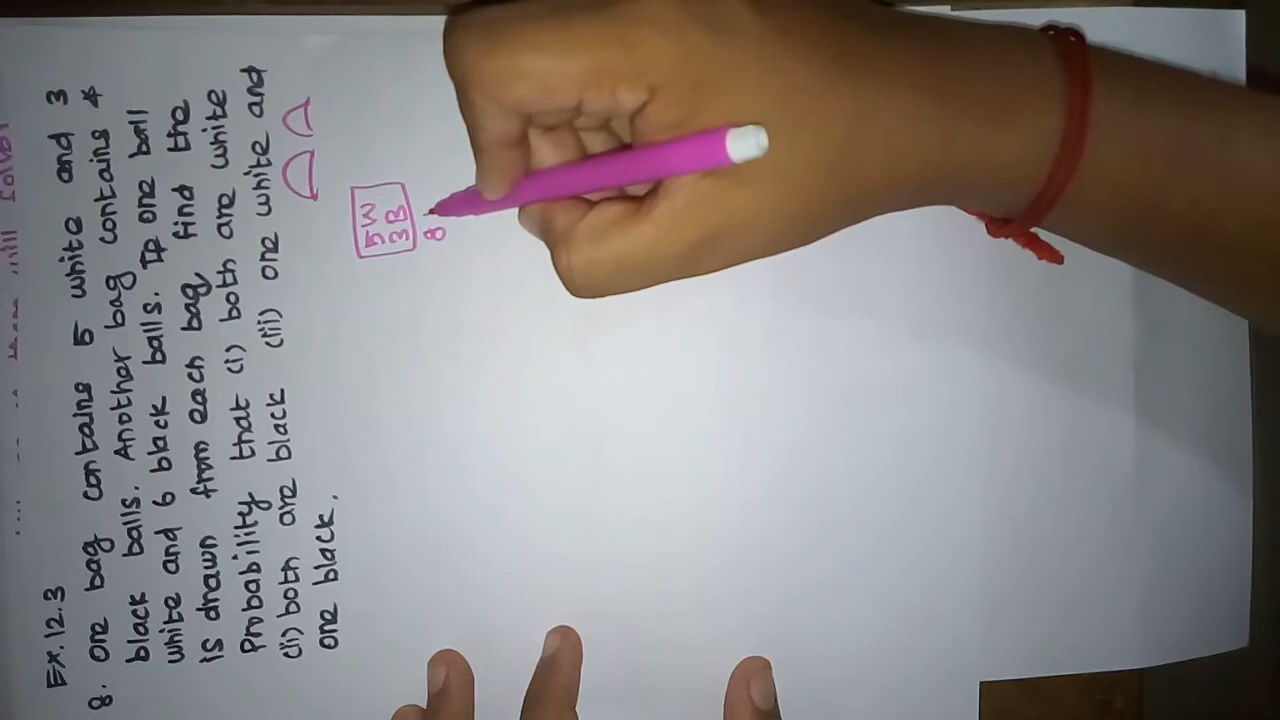 Ex.12.3
8. one bag contains 5 white and 3
black balls. Another bag contains 4
white and 6 black balls. If one ball
is drawn from each bag, find the
Probability that (i) both are white
(ii) both are black (iii) one white and
one black.
5W
3B
8